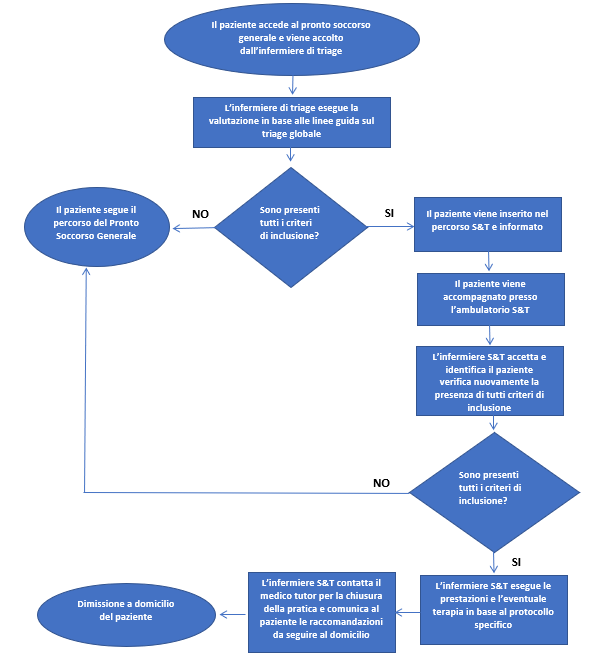 Il paziente accede al pronto soccorso
generale e viene accolto
dall'infermiere di triage
L'infermiere di triage esegue la
valutazione in base alle linee guida sul
triage globale
Sono presenti
tutti i criteri
di inclusione?
NO
SI
Il paziente segue il
percorso del Pronto
Soccorso Generale
Il paziente viene inserito nel
percorso S&T e informato
Il paziente viene
accompagnato presso
l'ambulatorio S&T
L'infermiere S&T accetta e
identifica il paziente
verifica nuovamente la
presenza di tutti criteri di
inclusione
Sono presenti
tutti i criteri di
inclusione?
NO
SI
L'infermiere S&T esegue le
prestazioni e l'eventuale
terapia in base al protocollo
specifico
L'infermiere S&T contatta il
medico tutor per la chiusura
della pratica e comunica al
paziente le raccomandazioni
da seguire al domicilio
Dimissione a domicilio
del paziente